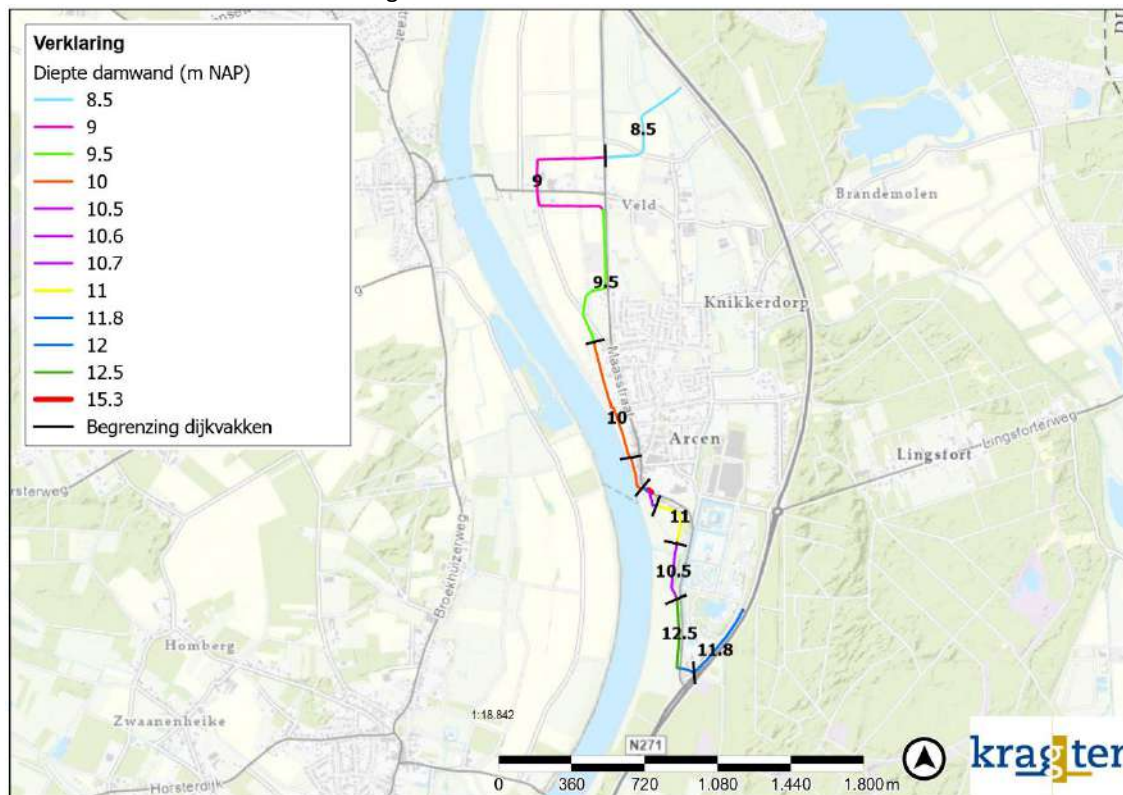 Verklaring
Diepte damwand (m NAP)
8.5
9
9.5
10
10.5
10.6
10.7
11
11.8
12
12.5
15.3
Begrenzing dijkvakken
8.5
Brandemolen
9
Veld
9.5
Knikkerdorp
Maasstraat
10
Arcen
Lingsfort
Lingsforterweg
11
10.5
Broekhuizerweg
12.5
11.8
Homberg
Zwaanenheike
1:18.842
N271
Horsterdijk
0 360 720 1.080 1.440 1.800 m
kragten